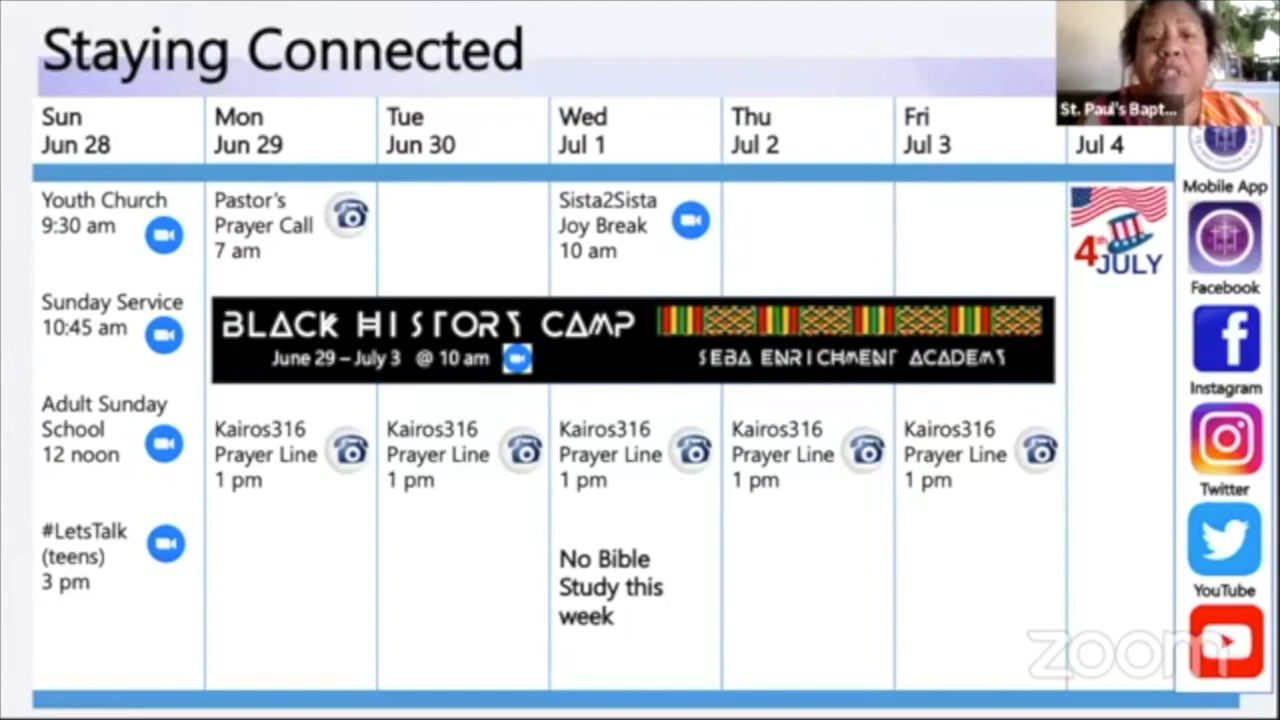 Staying Connected
St. Paul's Bapt...
Sun
Jun 28
Mon
Jun 29
Tue
Jun 30
Wed
Jul 1
Thu
Jul 2
Fri
Jul 3
Jul 4
Youth Church
9:30 am
Sunday Service
10:45 am
Adult Sunday
School
12 noon
#LetsTalk
(teens)
3 pm
Pastor's
Prayer Call
7 am
Sista2Sista
Joy Break
10 am
4th
JULY
BLACK HISTORY CAMP
June 29 – July 3 @ 10 am
SEBA ENRICHMENT ACADEMY
Kairos316
Prayer Line
1 pm
Kairos316
Prayer Line
1 pm
Kairos316
Prayer Line
1 pm
Kairos316
Prayer Line
1 pm
Kairos316
Prayer Line
1 pm
No Bible
Study this
week
Mobile App
Facebook
Instagram
Twitter
YouTube
zoom